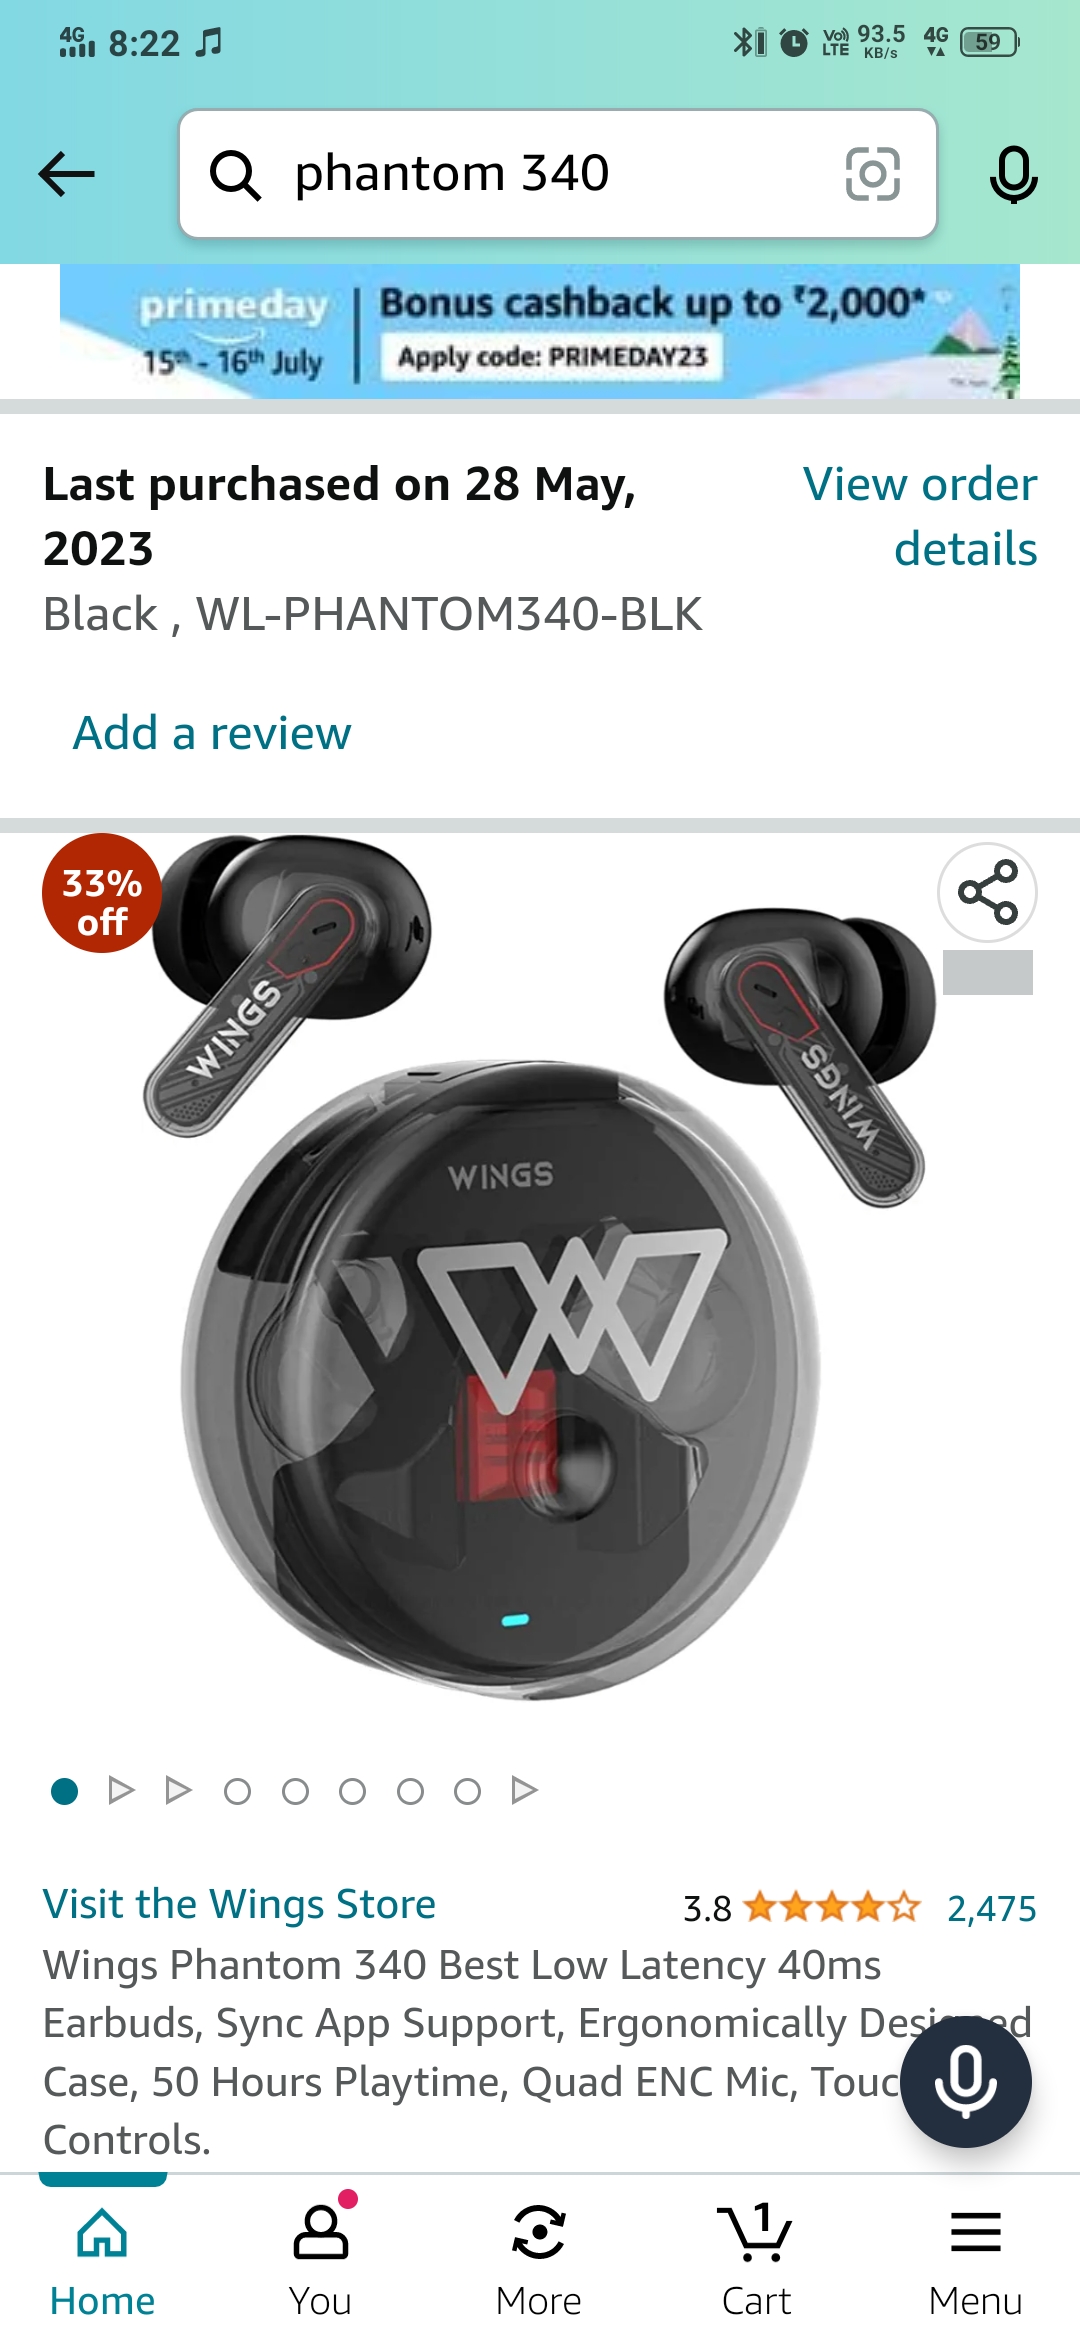 4G 8:22 Vo) LTE 93.5 KB/s 4G 59
phantom 340
primeday
15th - 16th July
Bonus cashback up to ₹2,000*
Apply code: PRIMEDAY23
Last purchased on 28 May,
2023
View order
details
Black , WL-PHANTOM340-BLK
Add a review
33%
off
WINGS
WINGS
WINGS
Visit the Wings Store
3.8 2,475
Wings Phantom 340 Best Low Latency 40ms
Earbuds, Sync App Support, Ergonomically Designed
Case, 50 Hours Playtime, Quad ENC Mic, Touc
Controls.
1
Home You More Cart Menu